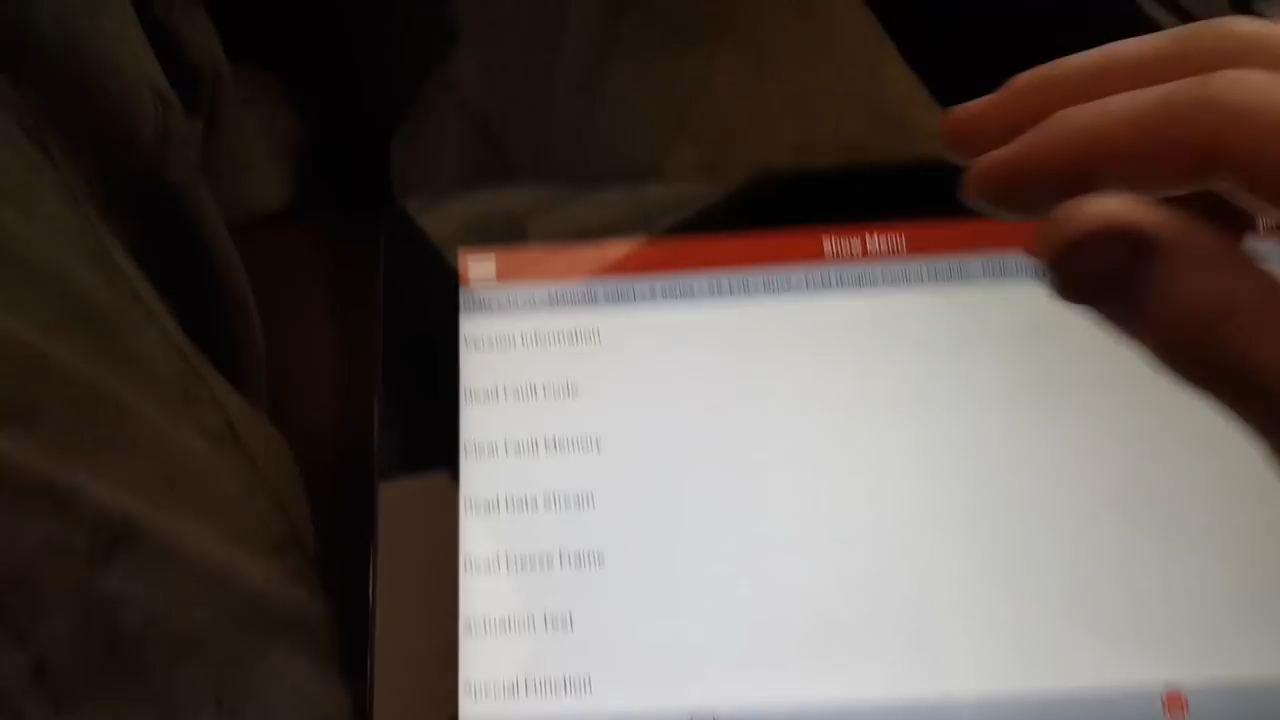 Show Menu
Version Information
Read Fault Code
Clear Fault Memory
Read Data Stream
Read Freeze Frame
Actuation Test
Special Function